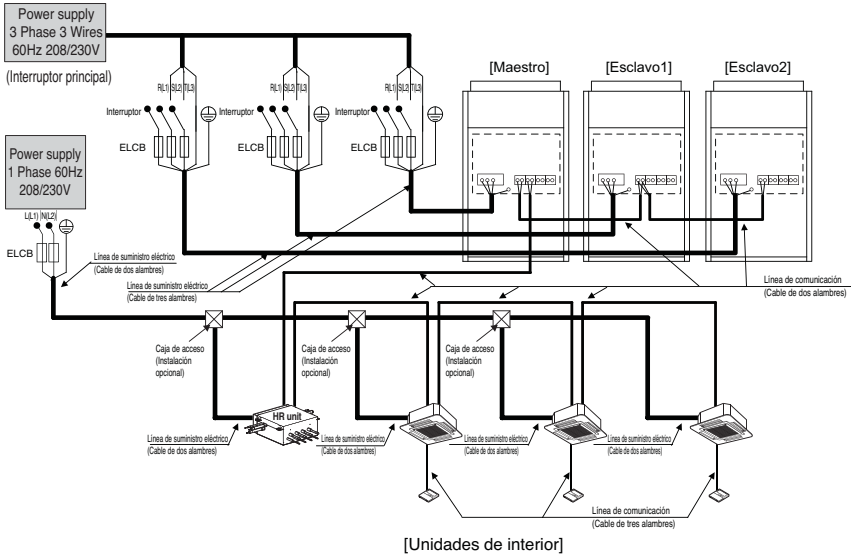 Power supply
3 Phase 3 Wires
60Hz 208/230V
(Interruptor principal)
R(L1) S(L2) T(L3)
R(L1) S(L2) T(L3)
R(L1) S(L2) T(L3)
[Maestro]
[Esclavo1]
[Esclavo2]
Interruptor
Interruptor
Interruptor
ELCB
ELCB
ELCB
Power supply
1 Phase 60Hz
208/230V
L(L1) N(L2)
ELCB
Línea de suministro eléctrico
(Cable de dos alambres)
Línea de suministro eléctrico
(Cable de tres alambres)
Línea de comunicación
(Cable de dos alambres)
Caja de acceso
(Instalación
opcional)
Caja de acceso
(Instalación
opcional)
Caja de acceso
(Instalación
opcional)
HR unit
Línea de suministro eléctrico
(Cable de dos alambres)
Línea de suministro eléctrico
(Cable de dos alambres)
Línea de suministro eléctrico
(Cable de dos alambres)
Línea de suministro eléctrico
(Cable de dos alambres)
Línea de comunicación
(Cable de tres alambres)
[Unidades de interior]